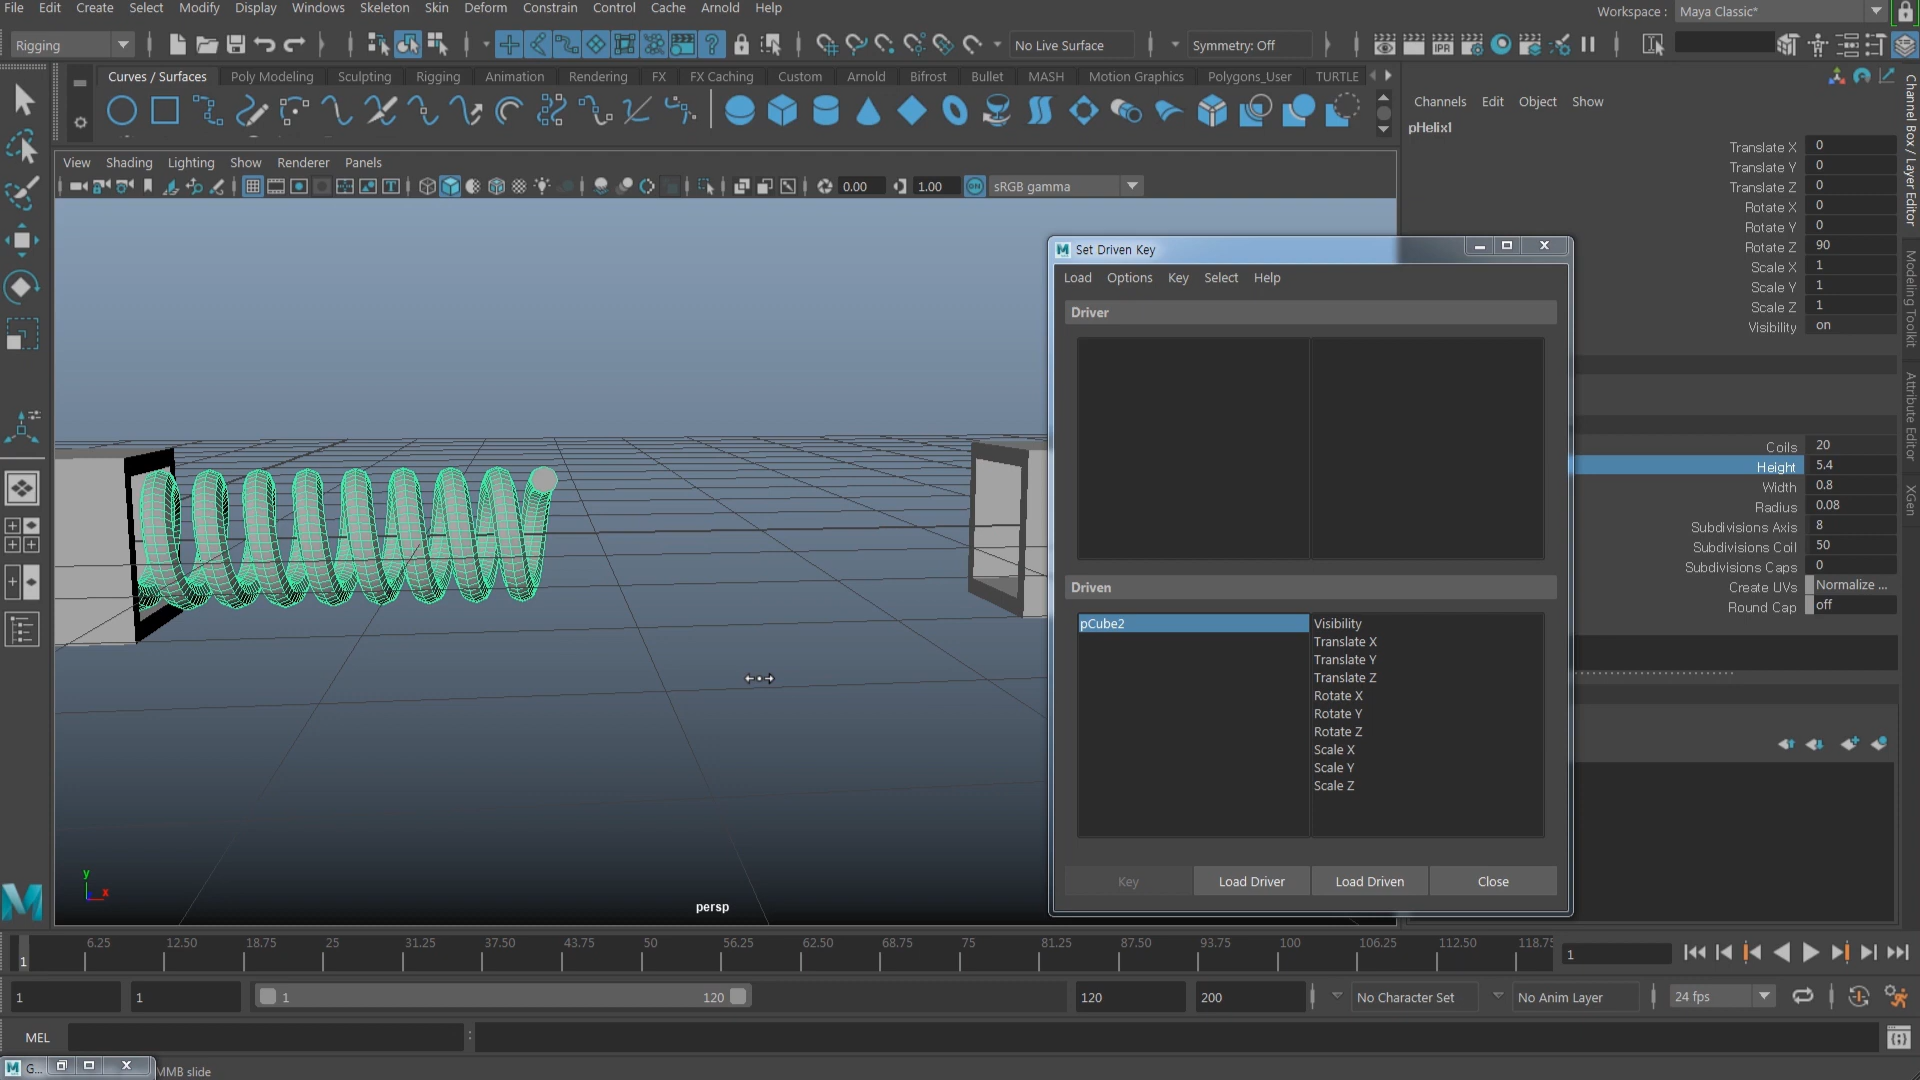 File Edit Create Select Modify Display Windows Skeleton Skin Deform Constrain Control Cache Arnold Help
Workspace : Maya Classic*
Rigging
No Live Surface
Symmetry: Off
IPR
Curves / Surfaces Poly Modeling Sculpting Rigging Animation Rendering FX FX Caching Custom Arnold Bifrost Bullet MASH Motion Graphics Polygons_User TURTLE
View Shading Lighting Show Renderer Panels
0.00
1.00
ON
sRGB gamma
Channels Edit Object Show
pHelix1
Translate X 0
Translate Y 0
Translate Z 0
Rotate X 0
Rotate Y 0
Rotate Z 90
Scale X 1
Scale Y 1
Scale Z 1
Visibility on
Coils 20
Height 5.4
Width 0.8
Radius 0.08
Subdivisions Axis 8
Subdivisions Coil 50
Subdivisions Caps 0
Create UVs Normalize ...
Round Cap off
Channel Box / Layer Editor
Modeling Toolkit
Attribute Editor
XGen
M Set Driven Key
Load Options Key Select Help
Driver
Driven
pCube2
Visibility
Translate X
Translate Y
Translate Z
Rotate X
Rotate Y
Rotate Z
Scale X
Scale Y
Scale Z
Key Load Driver Load Driven Close
y
x
persp
1 6.25 12.50 18.75 25 31.25 37.50 43.75 50 56.25 62.50 68.75 75 81.25 87.50 93.75 100 106.25 112.50 118.75
1
1 1 1 120 120 200
No Character Set
No Anim Layer
24 fps
MEL
M G...
MMB slide